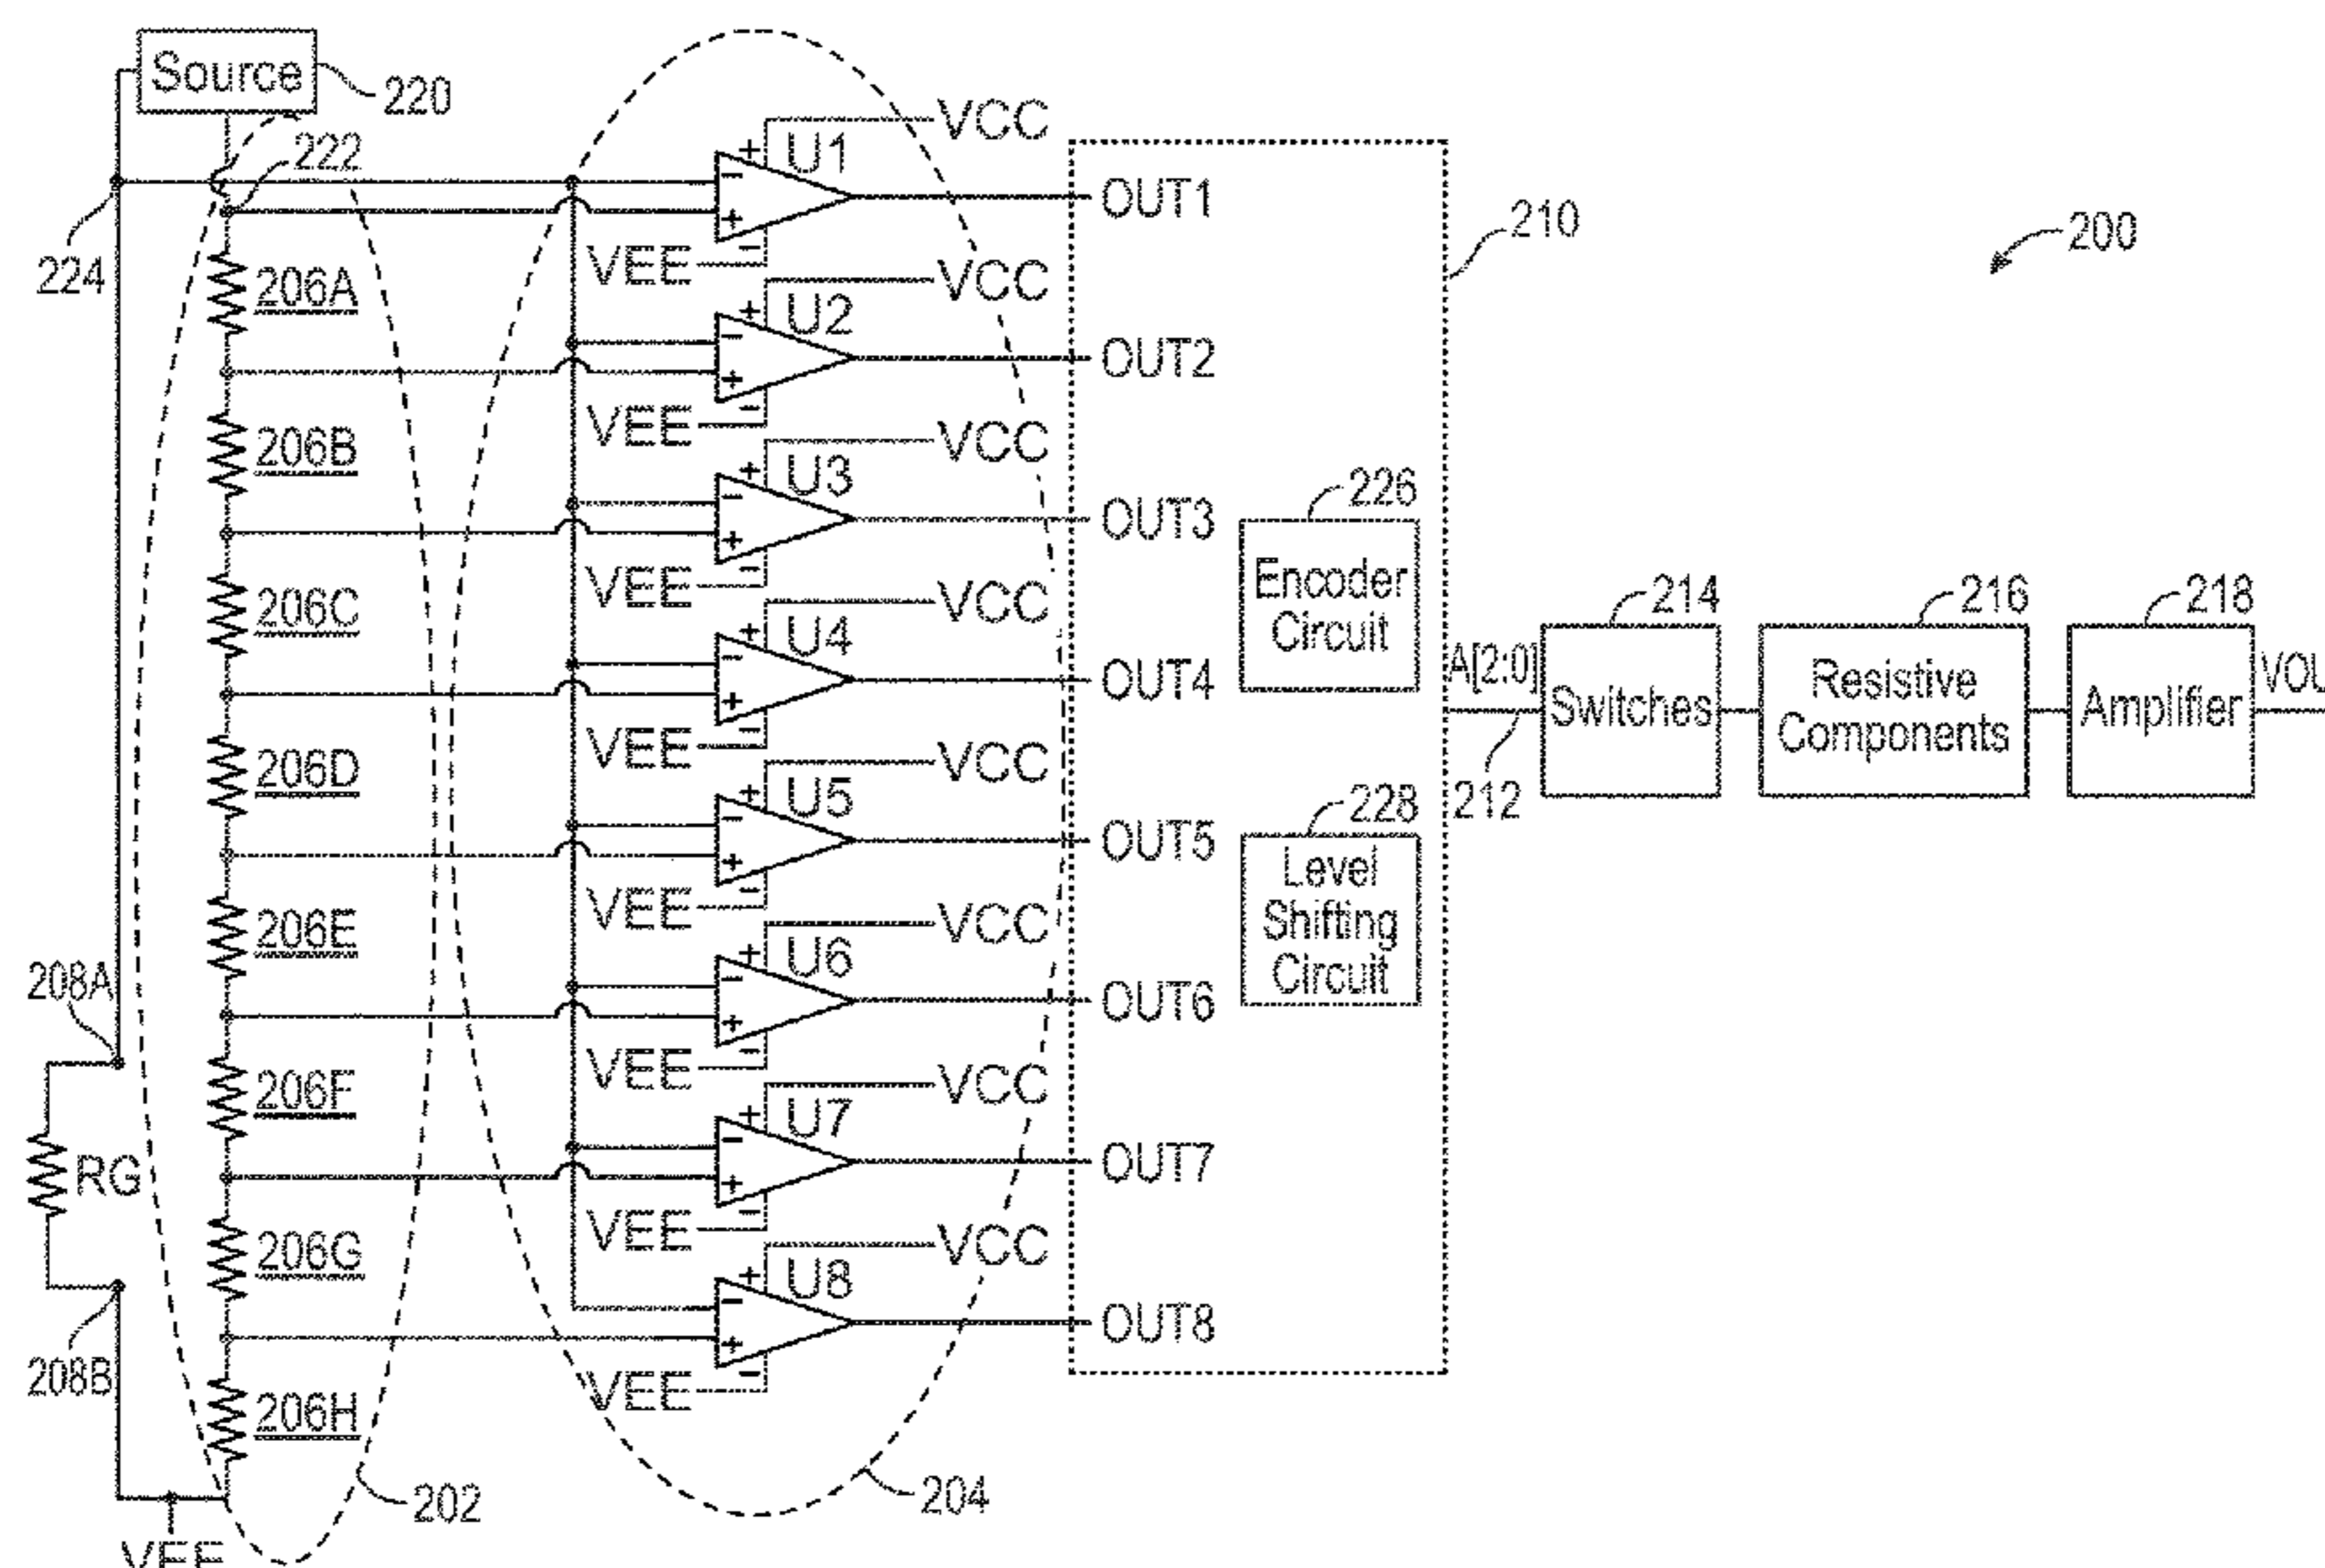 Source
220
222
224
VCC
+
U1
-
+
-
VEE
OUT1
206A
VCC
+
U2
-
+
-
VEE
OUT2
206B
VCC
+
U3
-
+
-
VEE
OUT3
206C
VCC
+
U4
-
+
-
VEE
OUT4
206D
VCC
+
U5
-
+
-
VEE
OUT5
206E
VCC
+
U6
-
+
-
VEE
OUT6
206F
VCC
+
U7
-
+
-
VEE
OUT7
206G
VCC
+
U8
-
+
-
VEE
OUT8
206H
208A
RG
208B
VEE
202
204
210
200
226
Encoder
Circuit
228
Level
Shifting
Circuit
A[2:0]
212
214
Switches
216
Resistive
Components
218
Amplifier
VOU